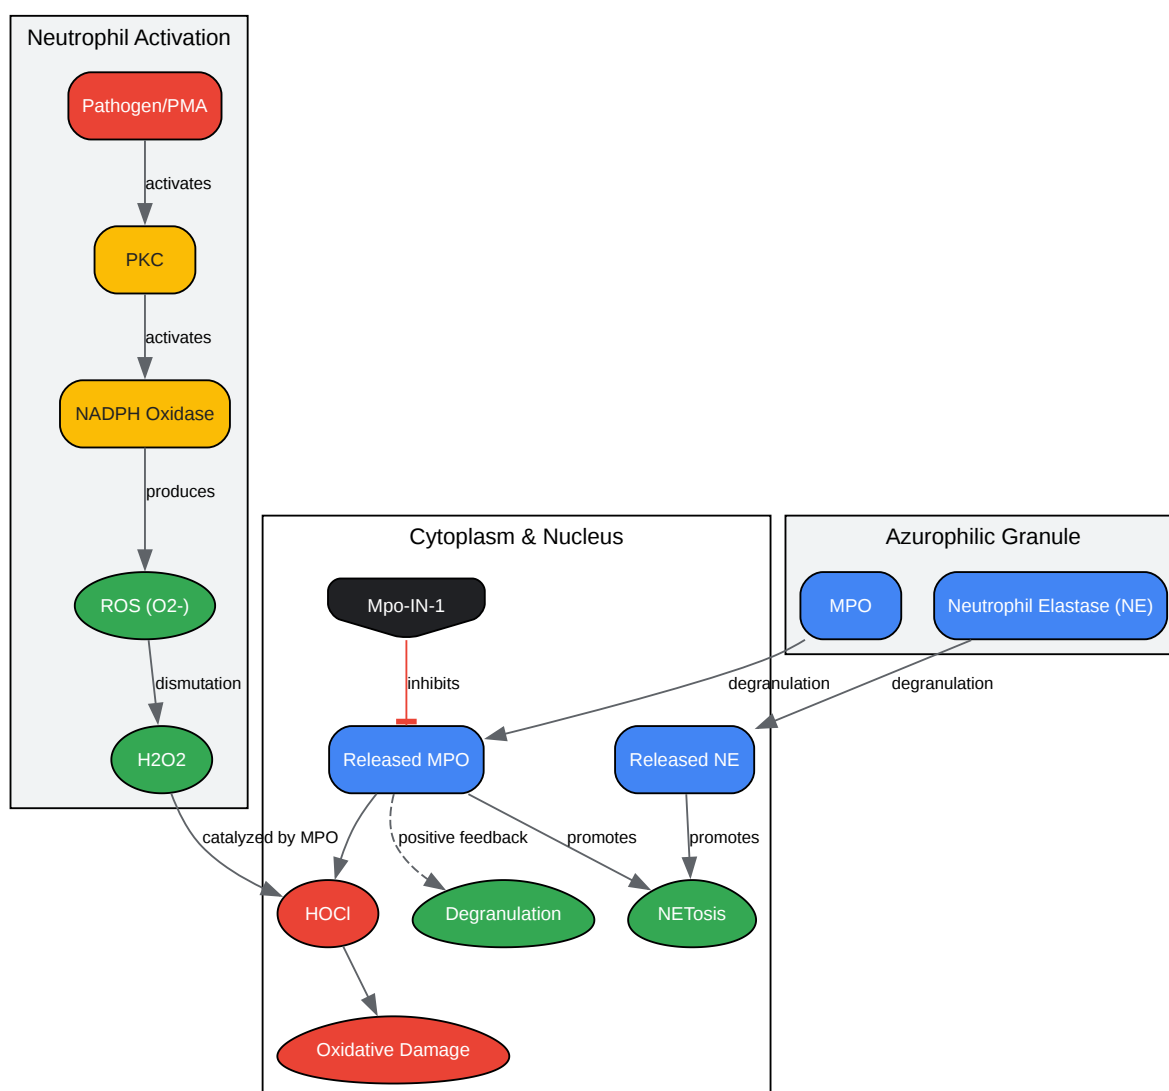 Neutrophil Activation
Pathogen/PMA
activates
PKC
activates
NADPH Oxidase
produces
ROS (O2-)
dismutation
H2O2
catalyzed by MPO
Cytoplasm & Nucleus
Mpo-IN-1
inhibits
Released MPO
Released NE
positive feedback
promotes
promotes
HOCl
Degranulation
NETosis
Oxidative Damage
Azurophilic Granule
MPO
Neutrophil Elastase (NE)
degranulation
degranulation